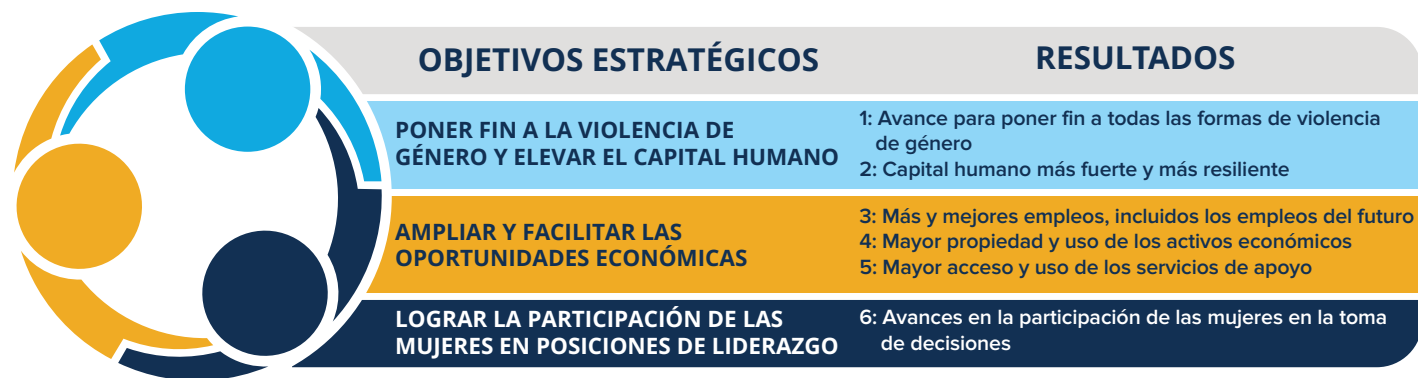 OBJETIVOS ESTRATÉGICOS
RESULTADOS
PONER FIN A LA VIOLENCIA DE
GÉNERO Y ELEVAR EL CAPITAL HUMANO
1: Avance para poner fin a todas las formas de violencia
de género
2: Capital humano más fuerte y más resiliente
AMPLIAR Y FACILITAR LAS
OPORTUNIDADES ECONÓMICAS
3: Más y mejores empleos, incluidos los empleos del futuro
4: Mayor propiedad y uso de los activos económicos
5: Mayor acceso y uso de los servicios de apoyo
LOGRAR LA PARTICIPACIÓN DE LAS
MUJERES EN POSICIONES DE LIDERAZGO
6: Avances en la participación de las mujeres en la toma
de decisiones